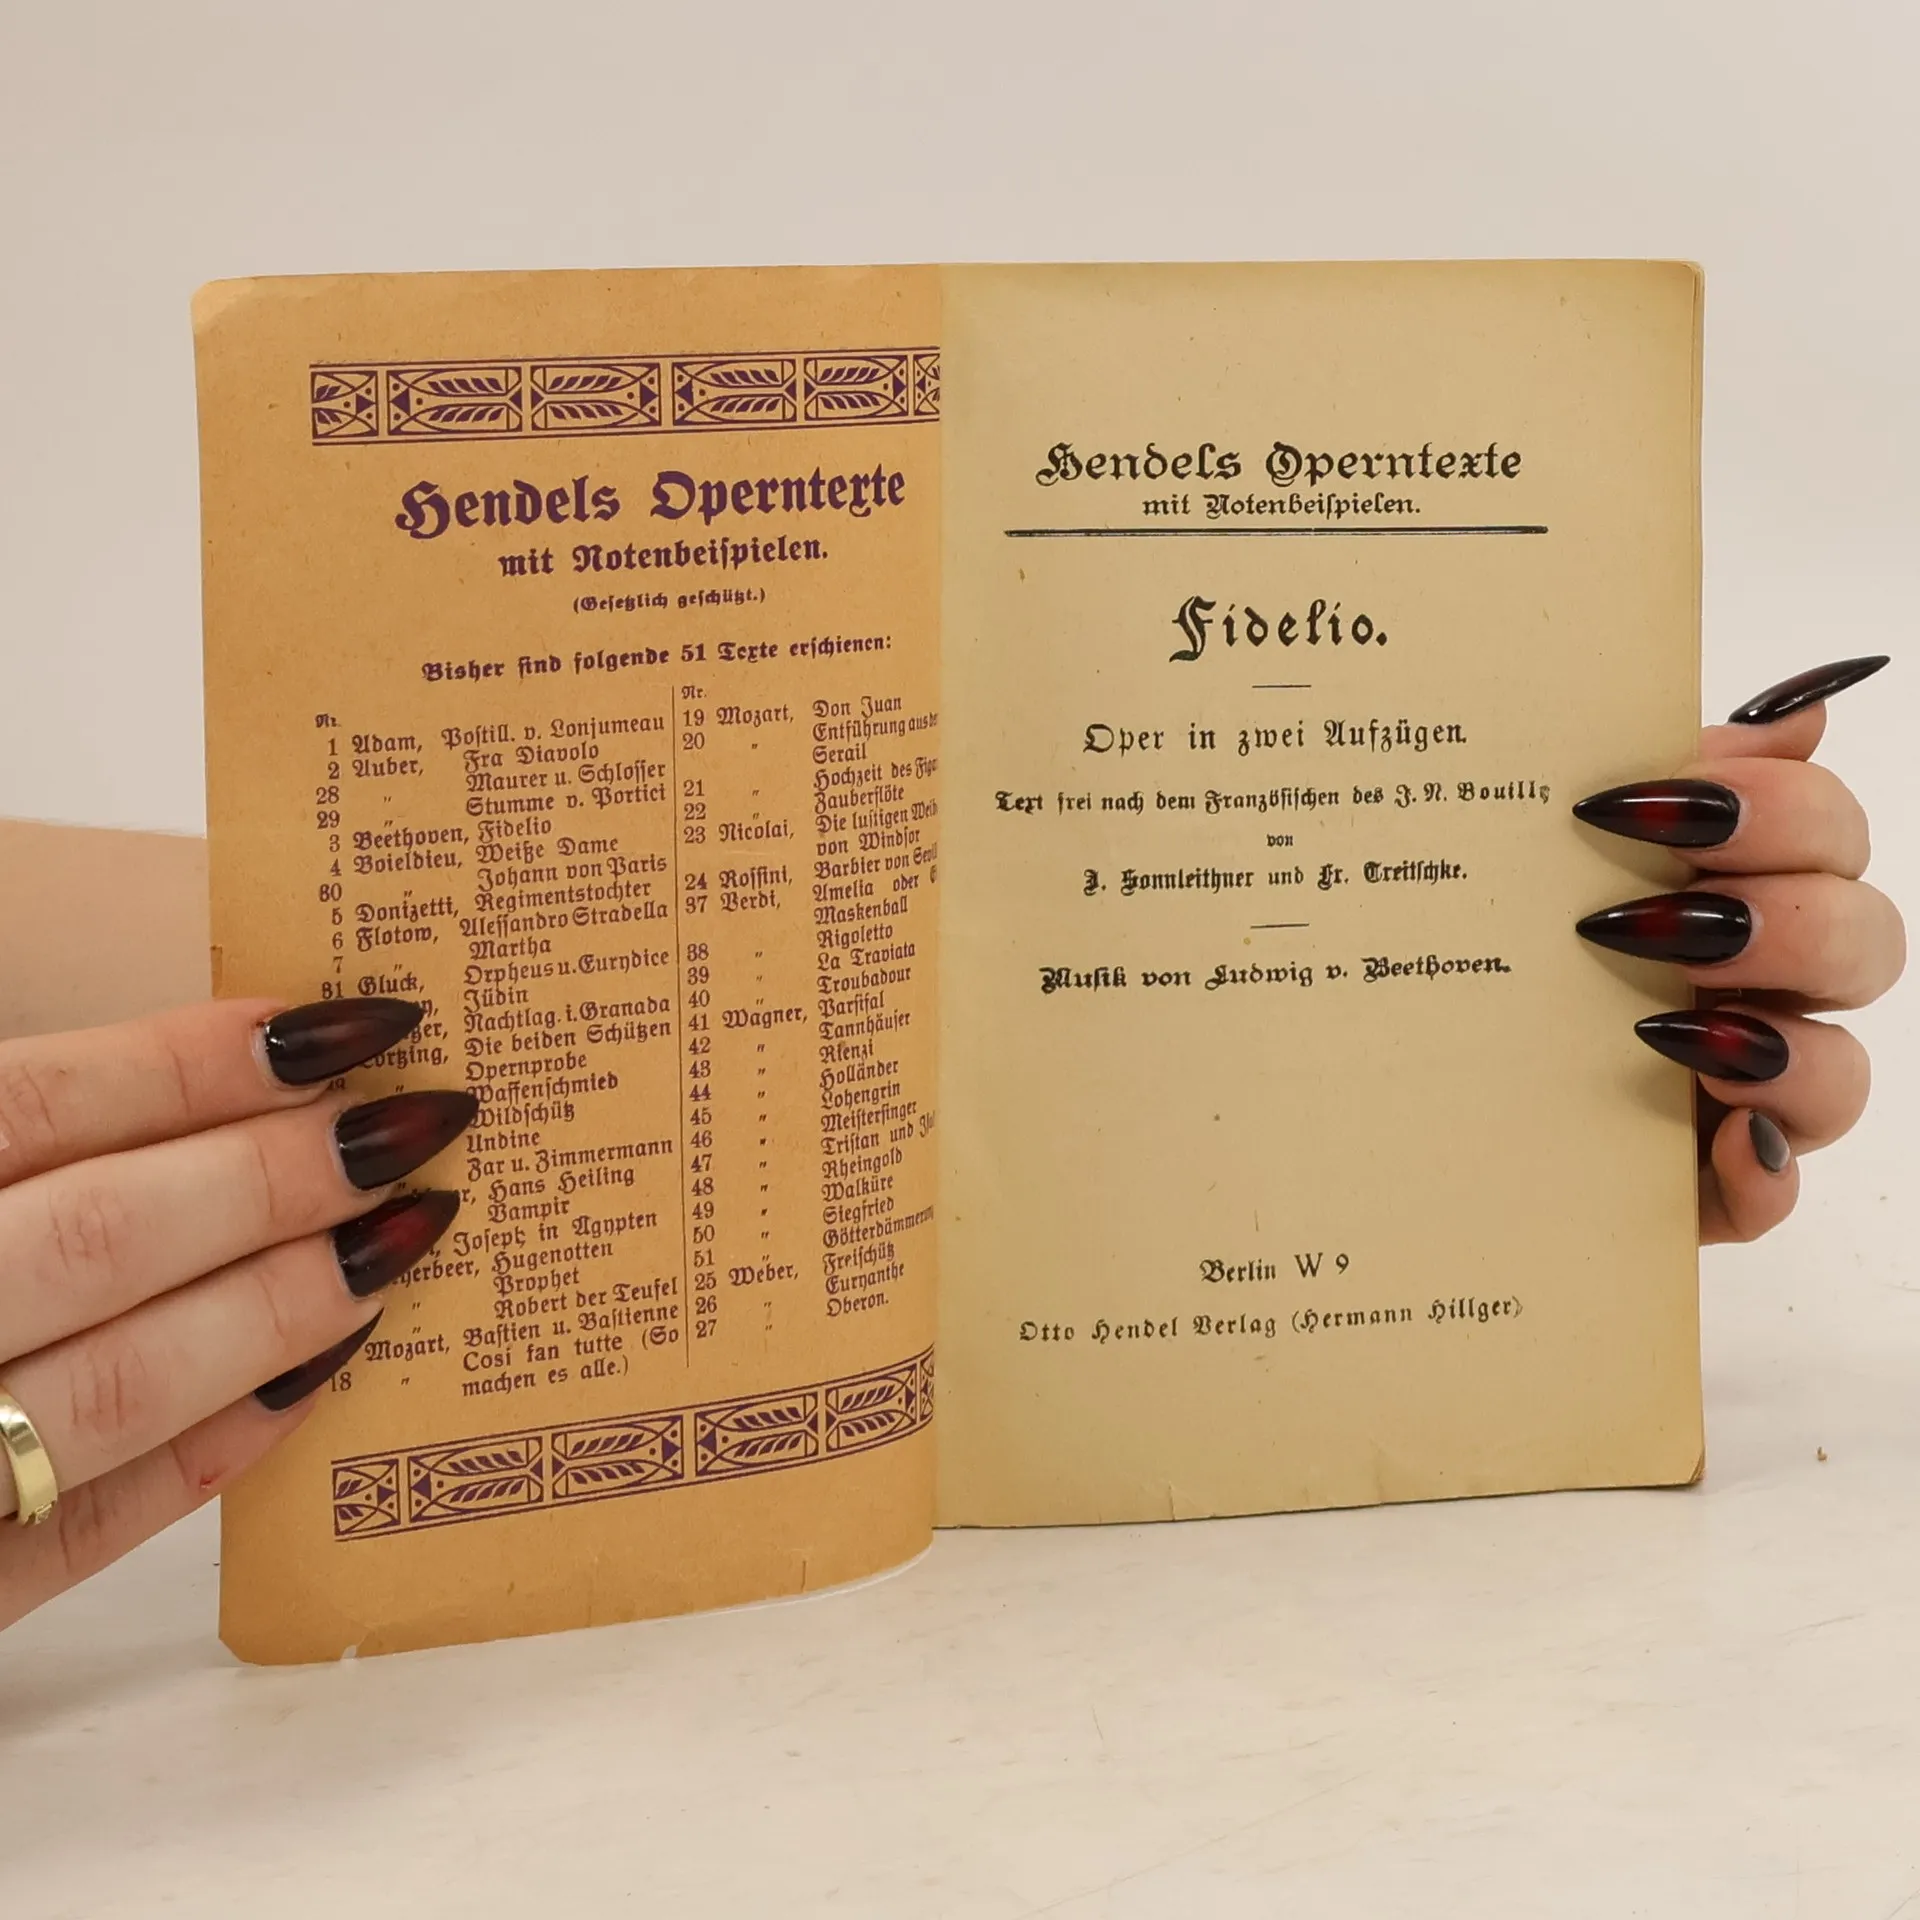 Hendels Operntexte
mit Notenbeiſpielen.
(Geſetzlich geſchützt.)
Bisher ſind folgende 51 Texte erſchienen:
Nr.
1 Adam, Poſtill. v. Lonjumeau
2 Auber, Fra Diavolo
28 " Maurer u. Schloſſer
29 " Stumme v. Portici
3 Beethoven, Fidelio
4 Boieldieu, Weiße Dame
30 " Johann von Paris
5 Donizetti, Regimentstochter
6 Flotow, Aleſſandro Stradella
7 " Martha
31 Gluck, Orpheus u. Eurydice
Jüdin
Nachtlag. i. Granada
Die beiden Schützen
" Opernprobe
Waffenſchmied
Wildſchütz
Undine
" Zar u. Zimmermann
Hans Heiling
Vampir
Joſeph in Ägypten
Hugenotten
" Prophet
" Robert der Teufel
Mozart, Baſtien u. Baſtienne
18 " Coſi fan tutte (So
machen es alle.)
Nr.
19 Mozart, Don Juan
20 " Entführung aus
Serail
21 " Hochzeit des
22 " Zauberflöte
23 Nicolai, Die luſtigen
von Windſor
24 Roſſini, Barbier von
37 Verdi, Amelia oder
Maskenball
38 " Rigoletto
39 " La Traviata
40 " Troubadour
41 Wagner, Parſifal
42 " Tannhäuſer
43 " Rienzi
44 " Holländer
45 " Lohengrin
46 " Meiſterſinger
47 " Triſtan und
48 " Rheingold
49 " Walküre
50 " Siegfried
51 " Götterdämmerung
25 Weber, Freiſchütz
26 " Euryanthe
27 " Oberon.
Hendels Operntexte
mit Notenbeiſpielen.
Fidelio.
Oper in zwei Aufzügen.
Text frei nach dem Franzöſiſchen des J. N. Bouilly
von
J. Sonnleithner und Fr. Treitſchke.
Muſik von Ludwig v. Beethoven.
Berlin W 9
Otto Hendel Verlag (Hermann Hillger)